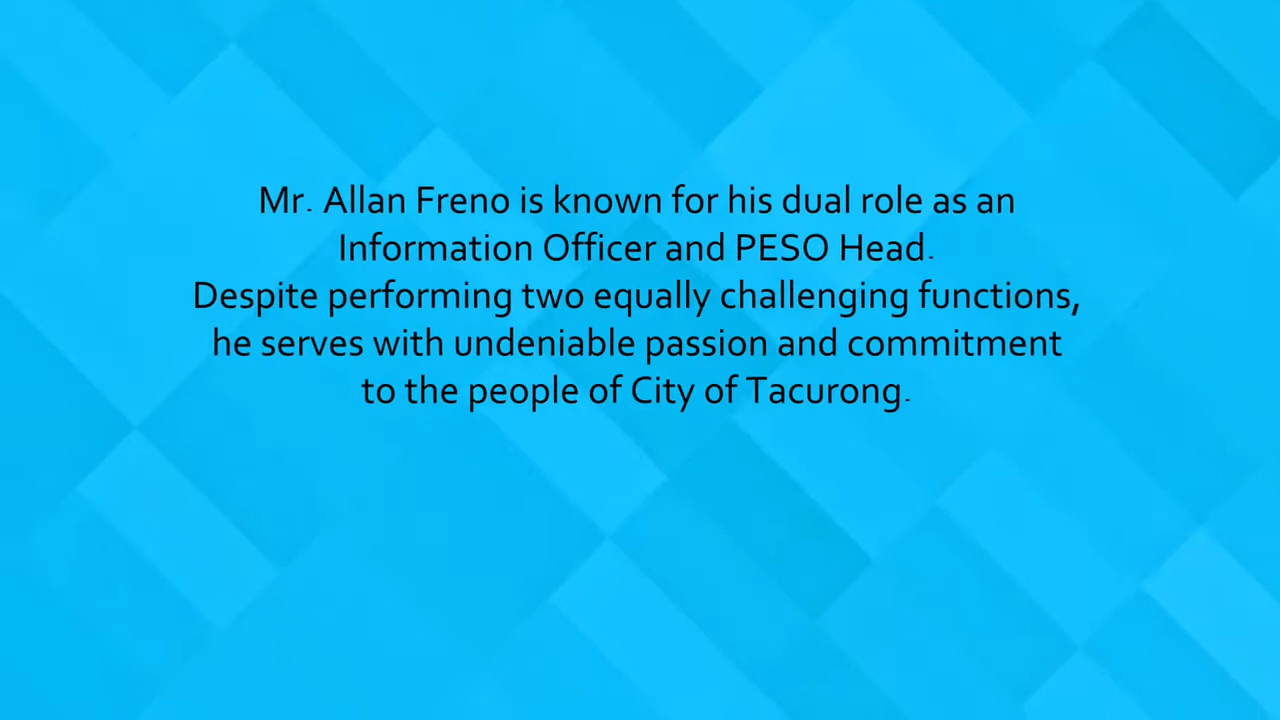 Mr. Allan Freno is known for his dual role as an
Information Officer and PESO Head.
Despite performing two equally challenging functions,
he serves with undeniable passion and commitment
to the people of City of Tacurong.